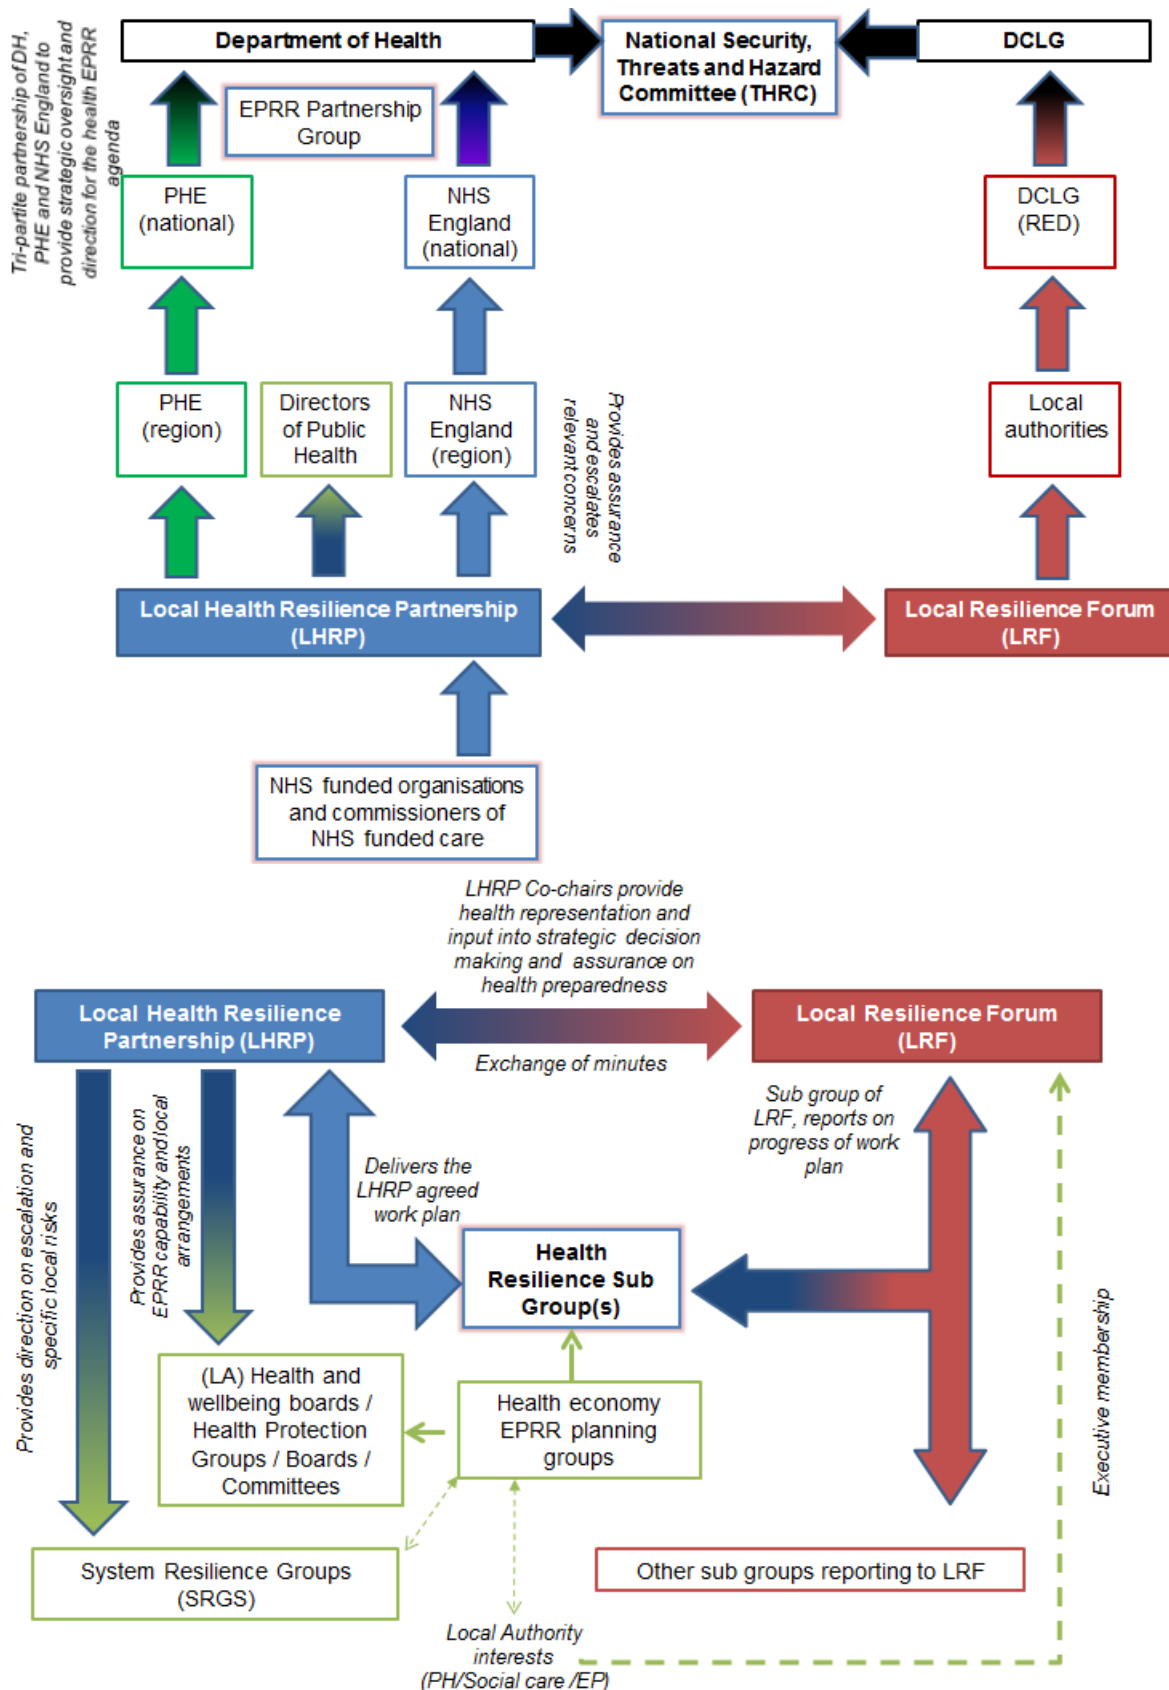 Department of Health
National Security,
Threats and Hazard
Committee (THRC)
DCLG
Tri-partite partnership of DH,
PHE and NHS England to
provide strategic oversight and
direction for the health EPRR
agenda
EPRR Partnership
Group
PHE
(national)
NHS
England
(national)
DCLG
(RED)
PHE
(region)
Directors
of Public
Health
NHS
England
(region)
Provides assurance
and escalates
relevant concerns
Local
authorities
Local Health Resilience Partnership
(LHRP)
Local Resilience Forum
(LRF)
NHS funded organisations
and commissioners of
NHS funded care
LHRP Co-chairs provide
health representation and
input into strategic decision
making and assurance on
health preparedness
Local Health Resilience
Partnership (LHRP)
Local Resilience Forum
(LRF)
Exchange of minutes
Sub group of
LRF, reports on
progress of work
plan
Provides direction on escalation and
specific local risks
Provides assurance on
EPRR capability and local
arrangements
Delivers the
LHRP agreed
work plan
Health
Resilience Sub
Group(s)
Executive membership
(LA) Health and
wellbeing boards /
Health Protection
Groups / Boards /
Committees
Health economy
EPRR planning
groups
System Resilience Groups
(SRGS)
Other sub groups reporting to LRF
Local Authority
interests
(PH/Social care /EP)